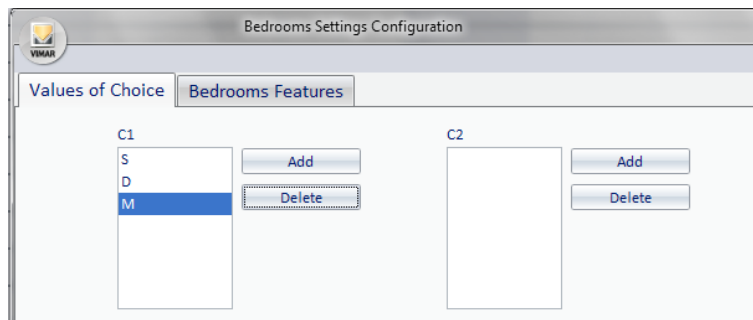 Bedrooms Settings Configuration
VIMAR
Values of Choice Bedrooms Features
C1 C2
S Add Add
D
M Delete Delete